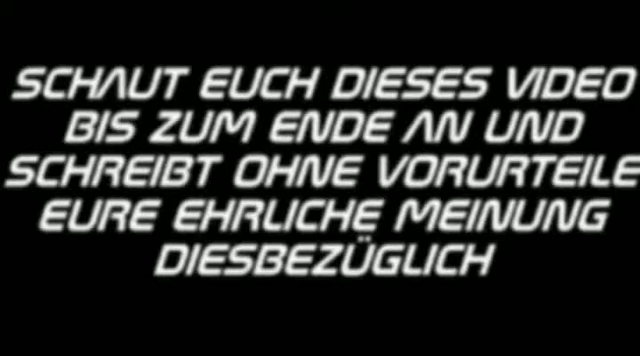 SCHAUT EUCH DIESES VIDEO
BIS ZUM ENDE AN UND
SCHREIBT OHNE VORURTEILE
EURE EHRLICHE MEINUNG
DIESBEZÜGLICH